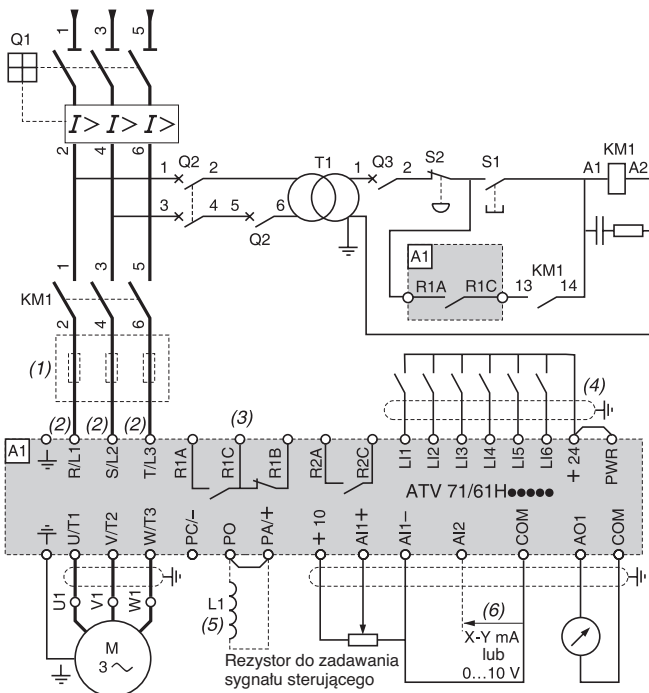 1 3 5
Q1
I> I> I>
2 4 6
1 Q2 2 T1 1 Q3 2 S2 S1 KM1
A1 A2
3 4 5 6
Q2
A1
R1A R1C 13 KM1 14
1 3 5
KM1
2 4 6
(1)
(4)
(2) (2) (2) (3)
A1 R/L1 S/L2 T/L3 R1A R1C R1B R2A R2C LI1 LI2 LI3 LI4 LI5 LI6 +24 PWR
ATV 71/61H●●●●●
U/T1 V/T2 W/T3 PC/- PO PA/+ +10 AI1+ AI1- AI2 COM AO1 COM
U1 V1 W1
L1
(5)
(6)
X-Y mA
lub
0...10 V
M
3~
Rezystor do zadawania
sygnału sterującego